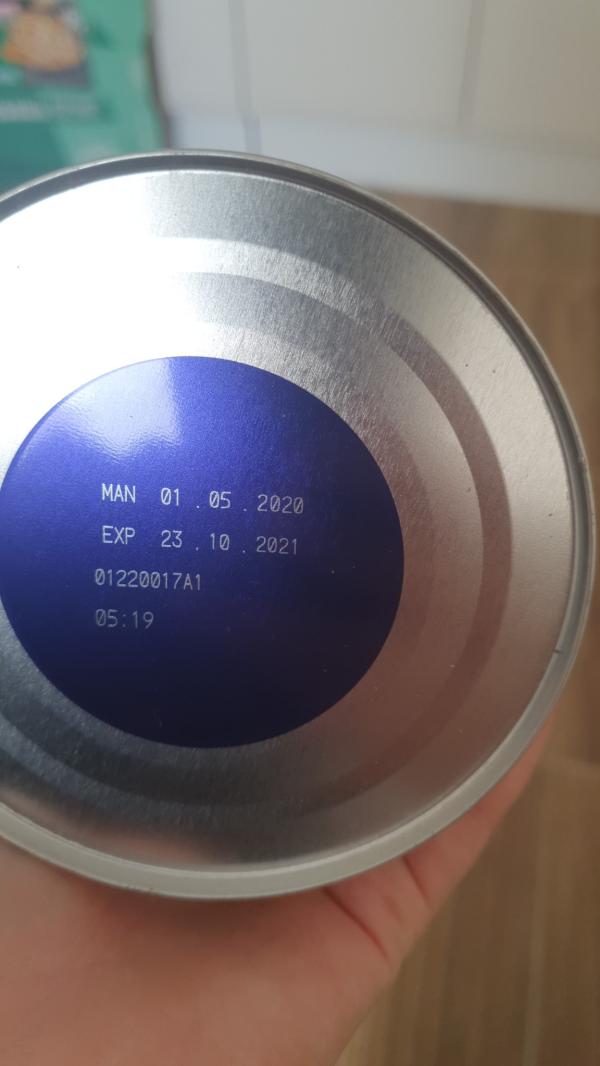 MAN 01 . 05 . 2020
EXP 23 . 10 . 2021
01220017A1
05:19